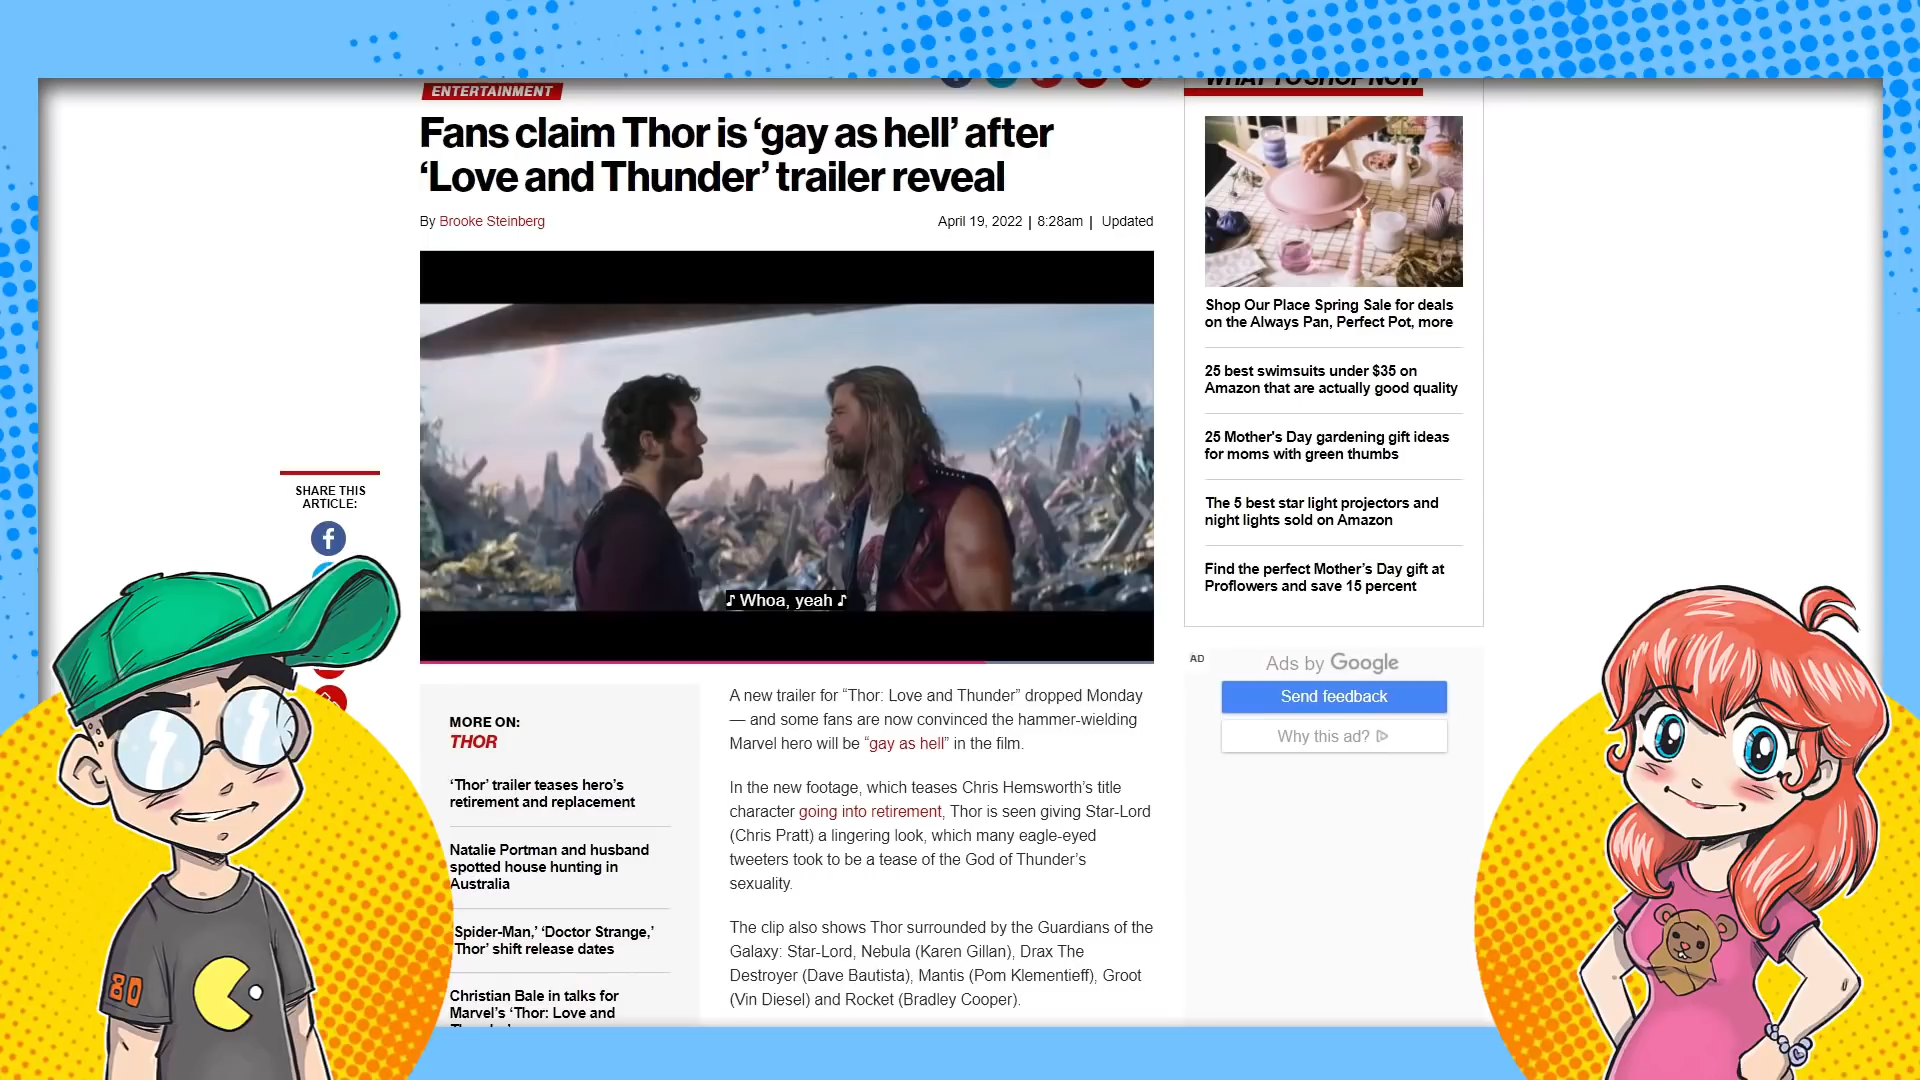 WHAT TO SHOP NOW
ENTERTAINMENT
Fans claim Thor is ‘gay as hell’ after
‘Love and Thunder’ trailer reveal
By Brooke Steinberg
April 19, 2022 | 8:28am | Updated
♪ Whoa, yeah ♪
SHARE THIS
ARTICLE:
MORE ON:
THOR
‘Thor’ trailer teases hero’s
retirement and replacement
Natalie Portman and husband
spotted house hunting in
Australia
Spider-Man,’ ‘Doctor Strange,’
‘Thor’ shift release dates
Christian Bale in talks for
Marvel’s ‘Thor: Love and
A new trailer for “Thor: Love and Thunder” dropped Monday
— and some fans are now convinced the hammer-wielding
Marvel hero will be “gay as hell” in the film.
In the new footage, which teases Chris Hemsworth’s title
character going into retirement, Thor is seen giving Star-Lord
(Chris Pratt) a lingering look, which many eagle-eyed
tweeters took to be a tease of the God of Thunder’s
sexuality.
The clip also shows Thor surrounded by the Guardians of the
Galaxy: Star-Lord, Nebula (Karen Gillan), Drax The
Destroyer (Dave Bautista), Mantis (Pom Klementieff), Groot
(Vin Diesel) and Rocket (Bradley Cooper).
Shop Our Place Spring Sale for deals
on the Always Pan, Perfect Pot, more
25 best swimsuits under $35 on
Amazon that are actually good quality
25 Mother's Day gardening gift ideas
for moms with green thumbs
The 5 best star light projectors and
night lights sold on Amazon
Find the perfect Mother’s Day gift at
Proflowers and save 15 percent
AD
Ads by Google
Send feedback
Why this ad?
80